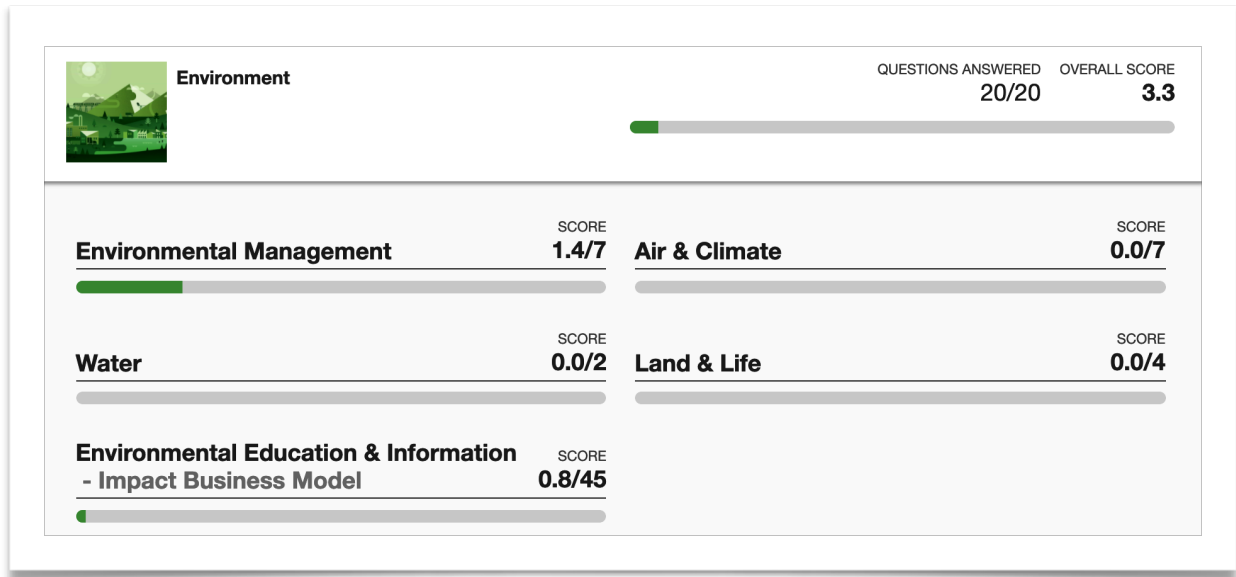 Environment
QUESTIONS ANSWERED OVERALL SCORE
20/20 3.3
SCORE
Environmental Management 1.4/7
SCORE
Air & Climate 0.0/7
SCORE
Water 0.0/2
SCORE
Land & Life 0.0/4
Environmental Education & Information SCORE
- Impact Business Model 0.8/45